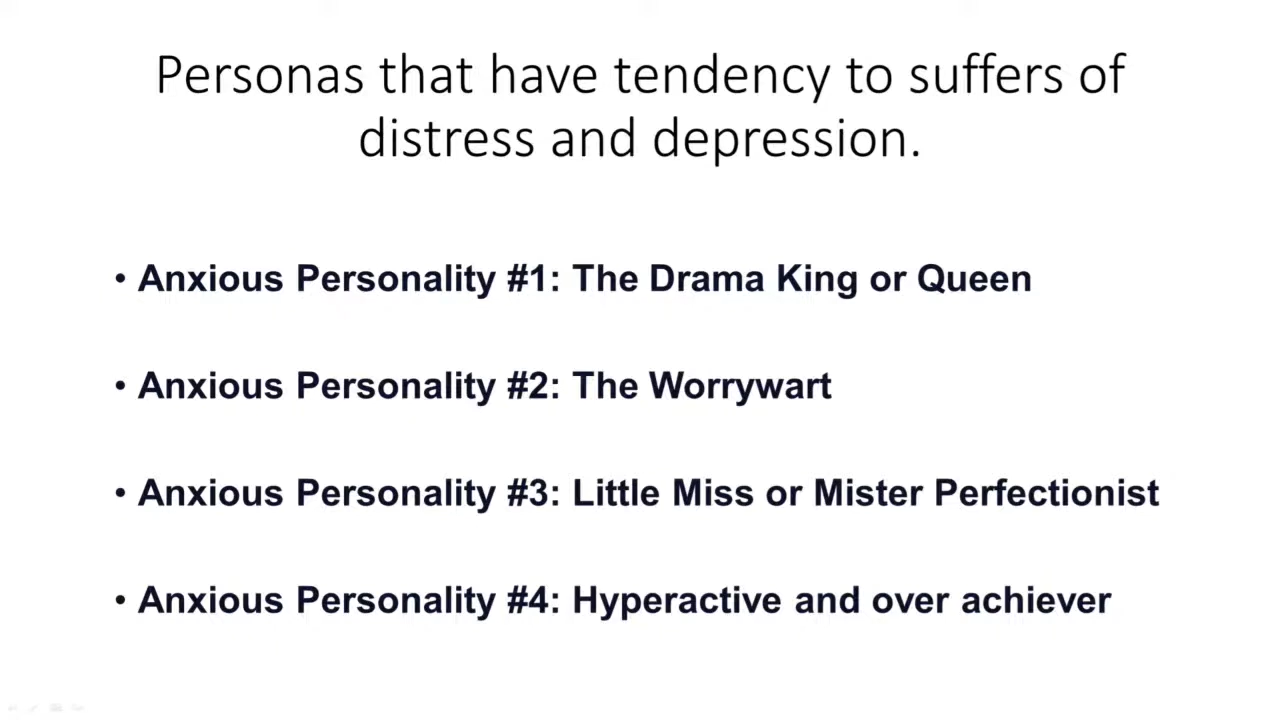 Personas that have tendency to suffers of
distress and depression.
• Anxious Personality #1: The Drama King or Queen
• Anxious Personality #2: The Worrywart
• Anxious Personality #3: Little Miss or Mister Perfectionist
• Anxious Personality #4: Hyperactive and over achiever